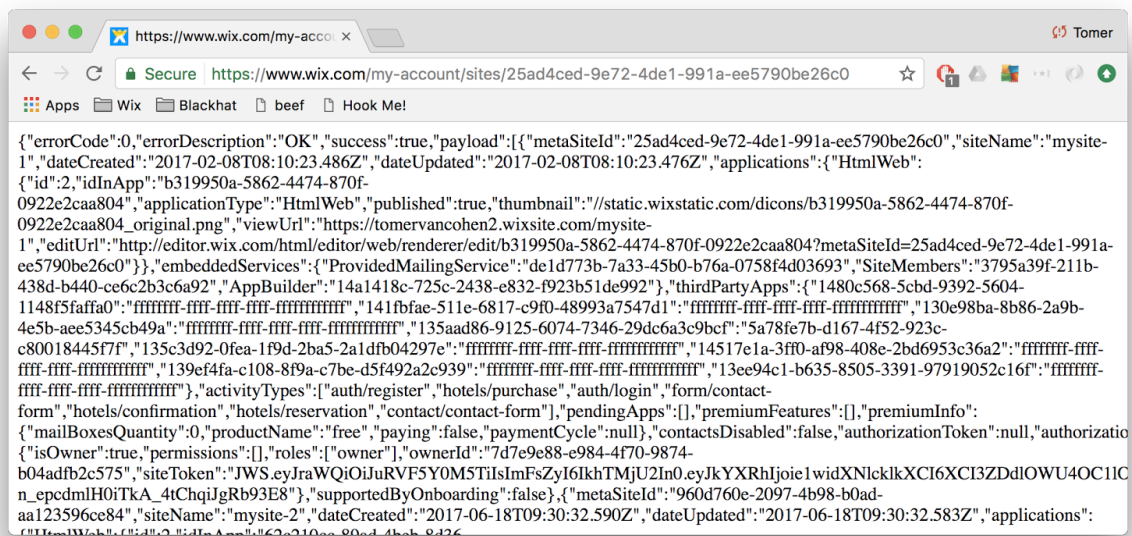 https://www.wix.com/my-accou
Tomer
Secure https://www.wix.com/my-account/sites/25ad4ced-9e72-4de1-991a-ee5790be26c0
1
Apps Wix Blackhat beef Hook Me!
{"errorCode":0,"errorDescription":"OK","success":true,"payload":[{"metaSiteId":"25ad4ced-9e72-4de1-991a-ee5790be26c0","siteName":"mysite-
1","dateCreated":"2017-02-08T08:10:23.486Z","dateUpdated":"2017-02-08T08:10:23.476Z","applications":{"HtmlWeb":
{"id":2,"idInApp":"b319950a-5862-4474-870f-
0922e2caa804","applicationType":"HtmlWeb","published":true,"thumbnail":"//static.wixstatic.com/dicons/b319950a-5862-4474-870f-
0922e2caa804_original.png","viewUrl":"https://tomervancohen2.wixsite.com/mysite-
1","editUrl":"http://editor.wix.com/html/editor/web/renderer/edit/b319950a-5862-4474-870f-0922e2caa804?metaSiteId=25ad4ced-9e72-4de1-991a-
ee5790be26c0"}},"embeddedServices":{"ProvidedMailingService":"de1d773b-7a33-45b0-b76a-0758f4d03693","SiteMembers":"3795a39f-211b-
438d-b440-ce6c2b3c6a92","AppBuilder":"14a1418c-725c-2438-e832-f923b51de992"},"thirdPartyApps":{"1480c568-5cbd-9392-5604-
1148f5faffa0":"ffffffff-ffff-ffff-ffff-ffffffffffff","141fbfae-511e-6817-c9f0-48993a7547d1":"ffffffff-ffff-ffff-ffff-ffffffffffff","130e98ba-8b86-2a9b-
4e5b-aee5345cb49a":"ffffffff-ffff-ffff-ffff-ffffffffffff","135aad86-9125-6074-7346-29dc6a3c9bcf":"5a78fe7b-d167-4f52-923c-
c80018445f7f","135c3d92-0fea-1f9d-2ba5-2a1dfb04297e":"ffffffff-ffff-ffff-ffff-ffffffffffff","14517e1a-3ff0-af98-408e-2bd6953c36a2":"ffffffff-ffff-
ffff-ffff-ffffffffffff","139ef4fa-c108-8f9a-c7be-d5f492a2c939":"ffffffff-ffff-ffff-ffff-ffffffffffff","13ee94c1-b635-8505-3391-97919052c16f":"ffffffff-
ffff-ffff-ffff-ffffffffffff"},"activityTypes":["auth/register","hotels/purchase","auth/login","form/contact-
form","hotels/confirmation","hotels/reservation","contact/contact-form"],"pendingApps":[],"premiumFeatures":[],"premiumInfo":
{"mailBoxesQuantity":0,"productName":"free","paying":false,"paymentCycle":null},"contactsDisabled":false,"authorizationToken":null,"authorizatio
{"isOwner":true,"permissions":[],"roles":["owner"],"ownerId":"7d7e9e88-e984-4f70-9874-
b04adfb2c575","siteToken":"JWS.eyJraWQiOiJuRVF5Y0M5TiIsImFsZyI6IkhTMjU2In0.eyJkYXRhIjoie1widXNlcklkXCI6XCI3ZDdlOWU4OC1lO
n_epcdmlH0iTkA_4tChqiJgRb93E8"},"supportedByOnboarding":false},{"metaSiteId":"960d760e-2097-4b98-b0ad-
aa123596ce84","siteName":"mysite-2","dateCreated":"2017-06-18T09:30:32.590Z","dateUpdated":"2017-06-18T09:30:32.583Z","applications":